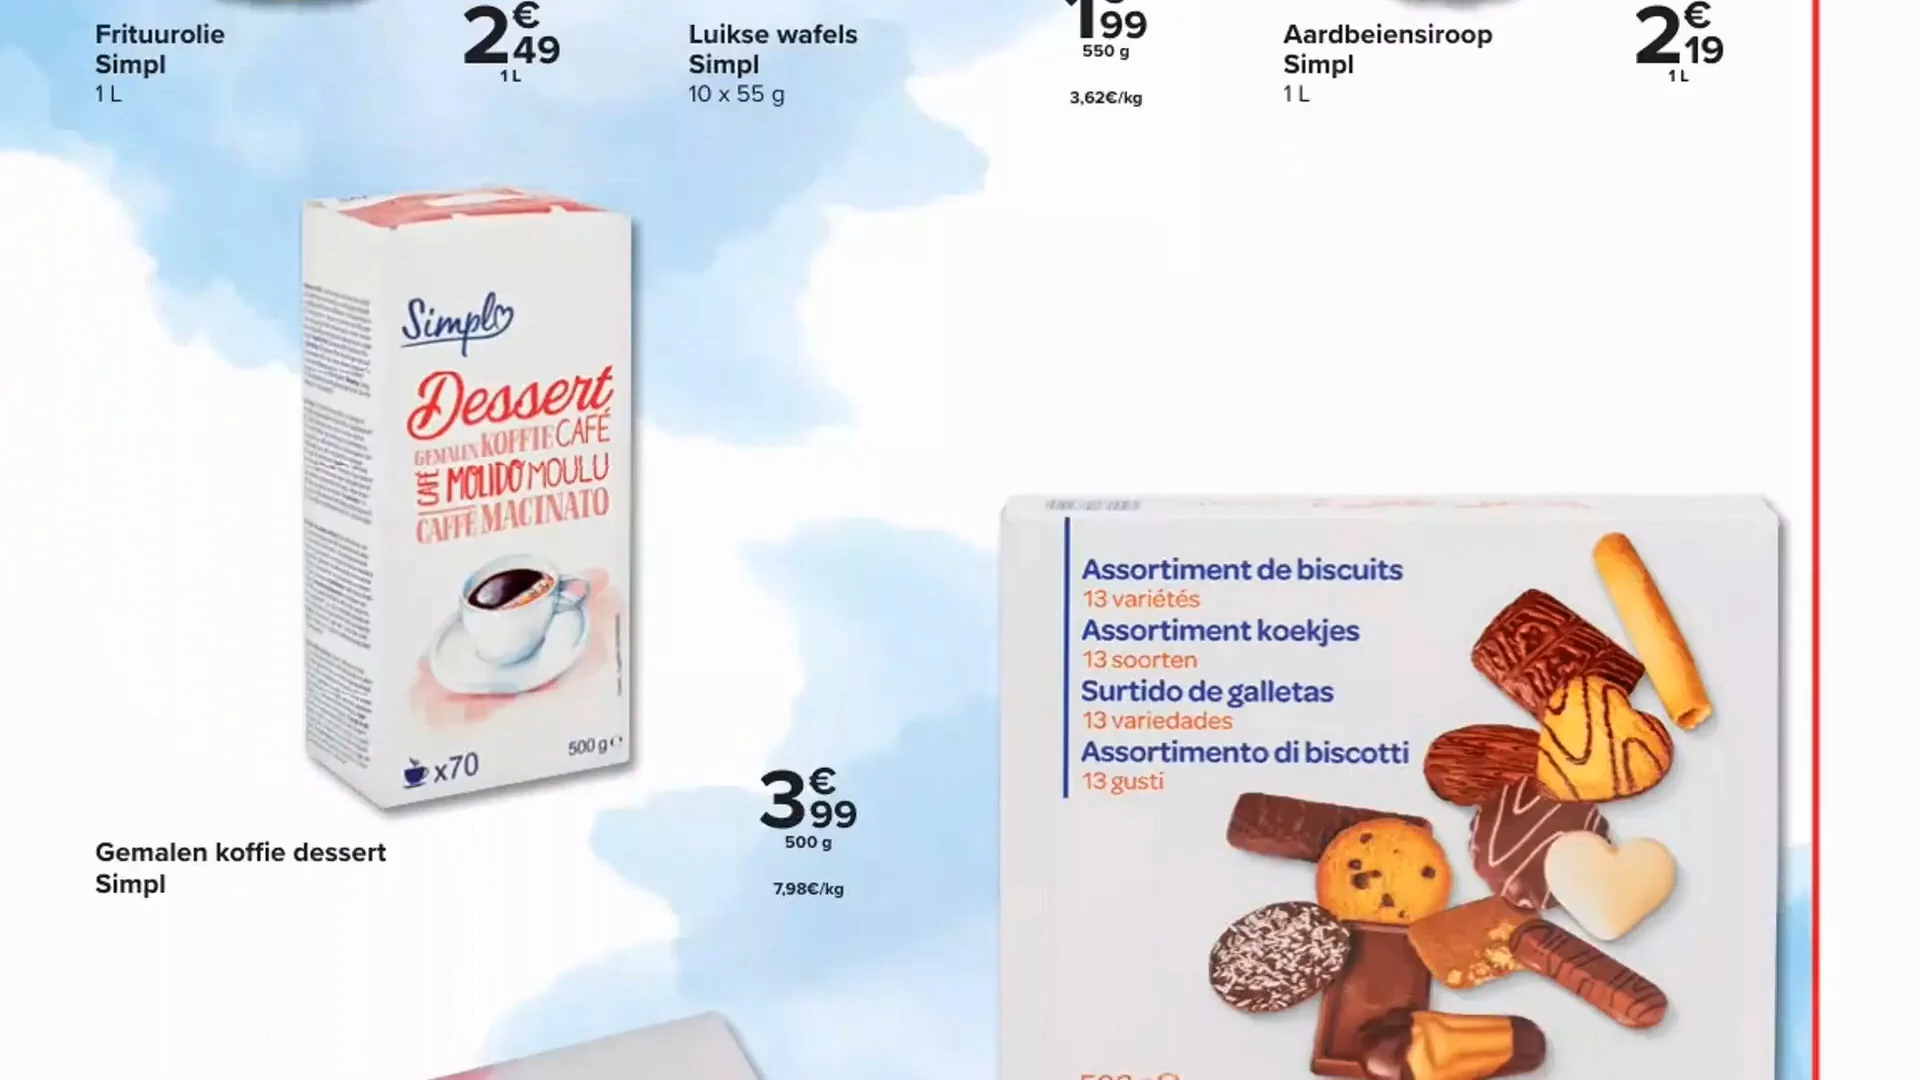 Frituurolie
Simpl
1 L
2€49
1 L
Luikse wafels
Simpl
10 x 55 g
1€99
550 g
3,62€/kg
Aardbeiensiroop
Simpl
1 L
2€19
1 L
Simpl
Dessert
GEMALEN KOFFIE CAFÉ
CAFÉ MOLIDO MOULU
CAFFÈ MACINATO
x70
500 g e
3€99
500 g
7,98€/kg
Gemalen koffie dessert
Simpl
Assortiment de biscuits
13 variétés
Assortiment koekjes
13 soorten
Surtido de galletas
13 variedades
Assortimento di biscotti
13 gusti